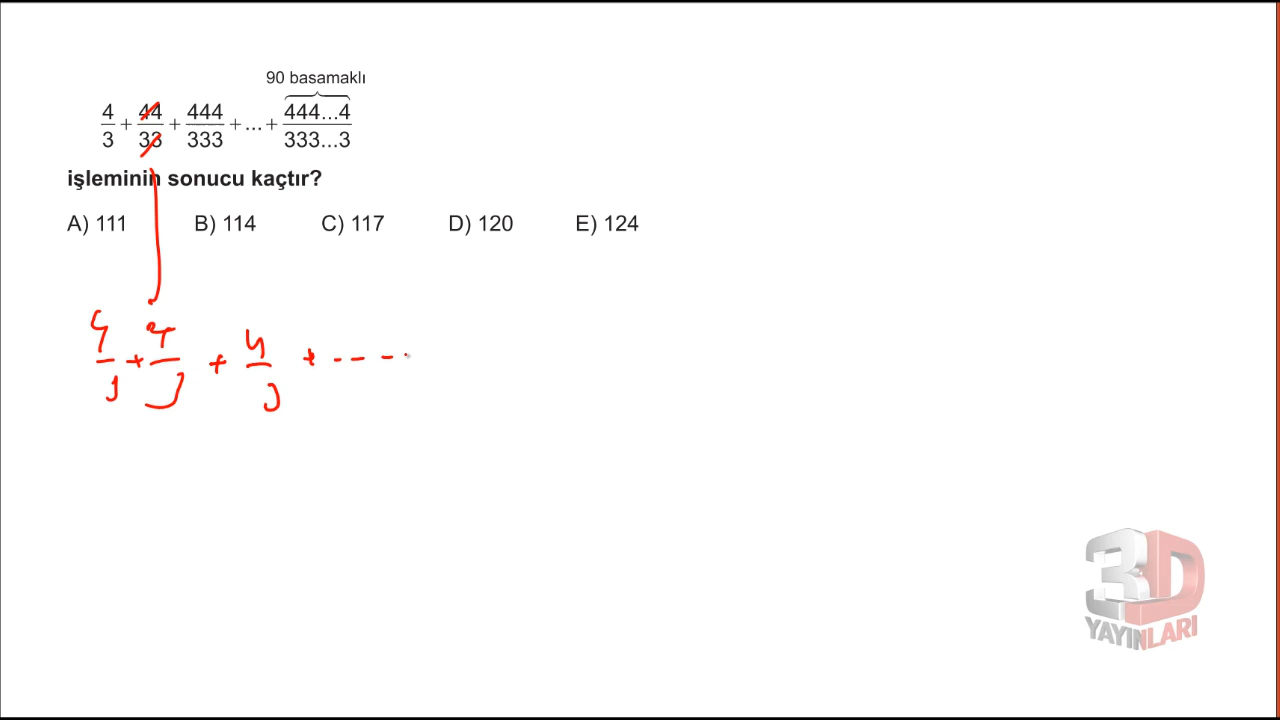 90 basamaklı
4/3 + 44/33 + 444/333 + ... + 444...4/333...3
işleminin sonucu kaçtır?
A) 111 B) 114 C) 117 D) 120 E) 124
4/3 + 4/3 + 4/3 + - - - -
3D
YAYINLARI